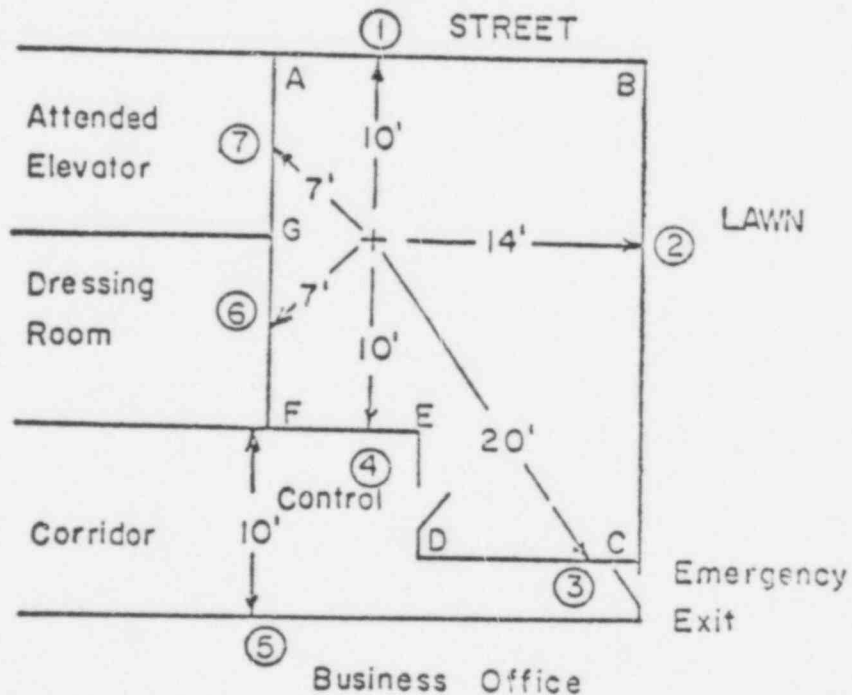 ① STREET
A
B
Attended
Elevator
⑦
10'
7'
G
14'
②
LAWN
Dressing
Room
⑥
7'
10'
F
E
20'
④
Control
Corridor
10'
D
C
③
Emergency
Exit
⑤
Business Office